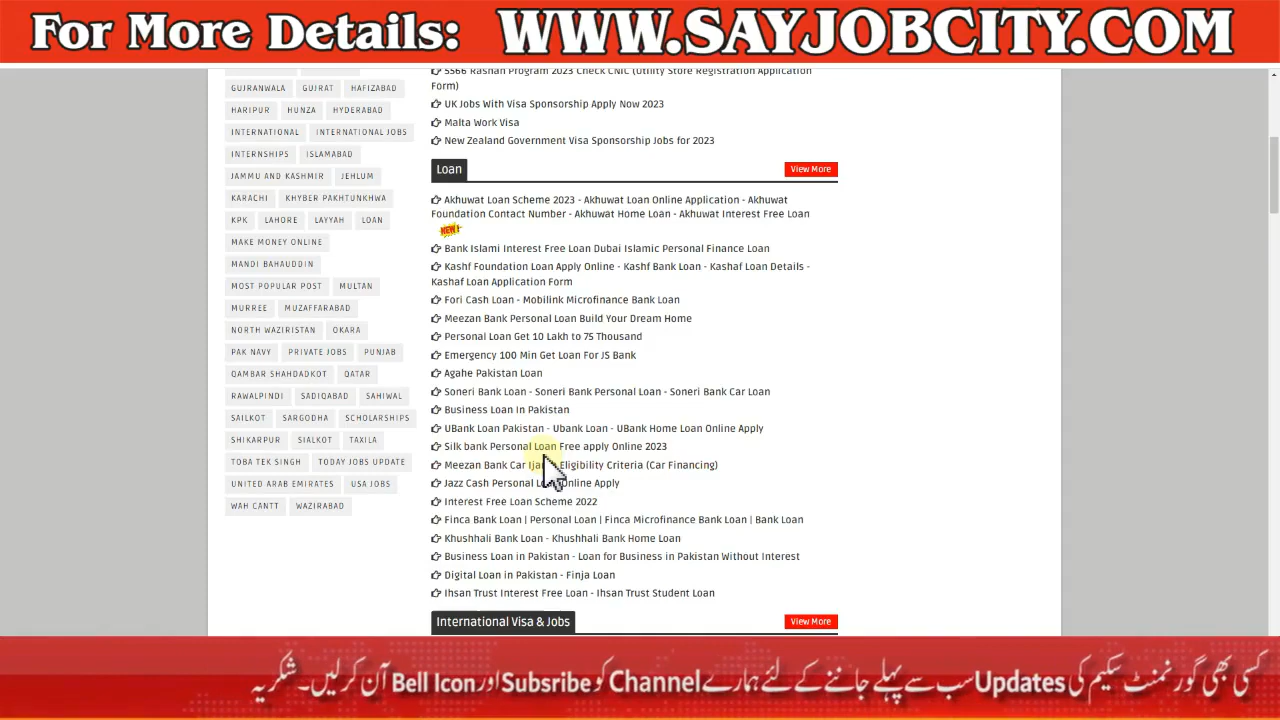 For More Details: WWW.SAYJOBCITY.COM
GUJRANWALA GUJRAT HAFIZABAD
HARIPUR HUNZA HYDERABAD
INTERNATIONAL INTERNATIONAL JOBS
INTERNSHIPS ISLAMABAD
JAMMU AND KASHMIR JEHLUM
KARACHI KHYBER PAKHTUNKHWA
KPK LAHORE LAYYAH LOAN
MAKE MONEY ONLINE
MANDI BAHAUDDIN
MOST POPULAR POST MULTAN
MURREE MUZAFFARABAD
NORTH WAZIRISTAN OKARA
PAK NAVY PRIVATE JOBS PUNJAB
QAMBAR SHAHDADKOT QATAR
RAWALPINDI SADIQABAD SAHIWAL
SAILKOT SARGODHA SCHOLARSHIPS
SHIKARPUR SIALKOT TAXILA
TOBA TEK SINGH TODAY JOBS UPDATE
UNITED ARAB EMIRATES USA JOBS
WAH CANTT WAZIRABAD
5566 Rashan Program 2023 Check CNIC (Utility Store Registration Application
Form)
UK Jobs With Visa Sponsorship Apply Now 2023
Malta Work Visa
New Zealand Government Visa Sponsorship Jobs for 2023
Loan View More
Akhuwat Loan Scheme 2023 - Akhuwat Loan Online Application - Akhuwat
Foundation Contact Number - Akhuwat Home Loan - Akhuwat Interest Free Loan
NEW!
Bank Islami Interest Free Loan Dubai Islamic Personal Finance Loan
Kashf Foundation Loan Apply Online - Kashf Bank Loan - Kashaf Loan Details -
Kashaf Loan Application Form
Fori Cash Loan - Mobilink Microfinance Bank Loan
Meezan Bank Personal Loan Build Your Dream Home
Personal Loan Get 10 Lakh to 75 Thousand
Emergency 100 Min Get Loan For JS Bank
Agahe Pakistan Loan
Soneri Bank Loan - Soneri Bank Personal Loan - Soneri Bank Car Loan
Business Loan In Pakistan
UBank Loan Pakistan - Ubank Loan - UBank Home Loan Online Apply
Silk bank Personal Loan Free apply Online 2023
Meezan Bank Car Eligibility Criteria (Car Financing)
Jazz Cash Personal Online Apply
Interest Free Loan Scheme 2022
Finca Bank Loan | Personal Loan | Finca Microfinance Bank Loan | Bank Loan
Khushhali Bank Loan - Khushhali Bank Home Loan
Business Loan in Pakistan - Loan for Business in Pakistan Without Interest
Digital Loan in Pakistan - Finja Loan
Ihsan Trust Interest Free Loan - Ihsan Trust Student Loan
International Visa & Jobs View More
کسی بھی گورنمنٹ سکیم کی Updates سب سے پہلے جاننے کے لئے ہمارے Channel کو Subsribe اور Bell Icon آن کرلیں۔ شکریہ